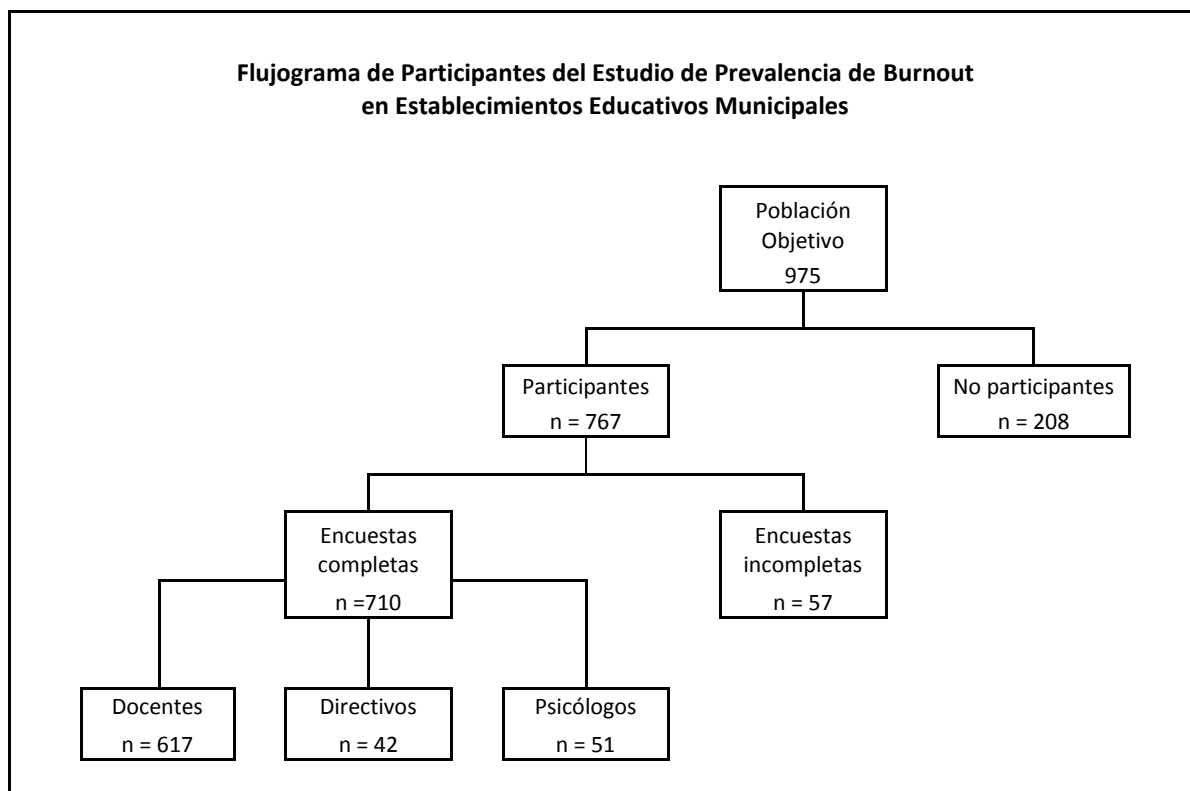 Flujograma de Participantes del Estudio de Prevalencia de Burnout
en Establecimientos Educativos Municipales
Población
Objetivo
975
Participantes
n = 767
No participantes
n = 208
Encuestas
completas
n =710
Encuestas
incompletas
n = 57
Docentes
n = 617
Directivos
n = 42
Psicólogos
n = 51